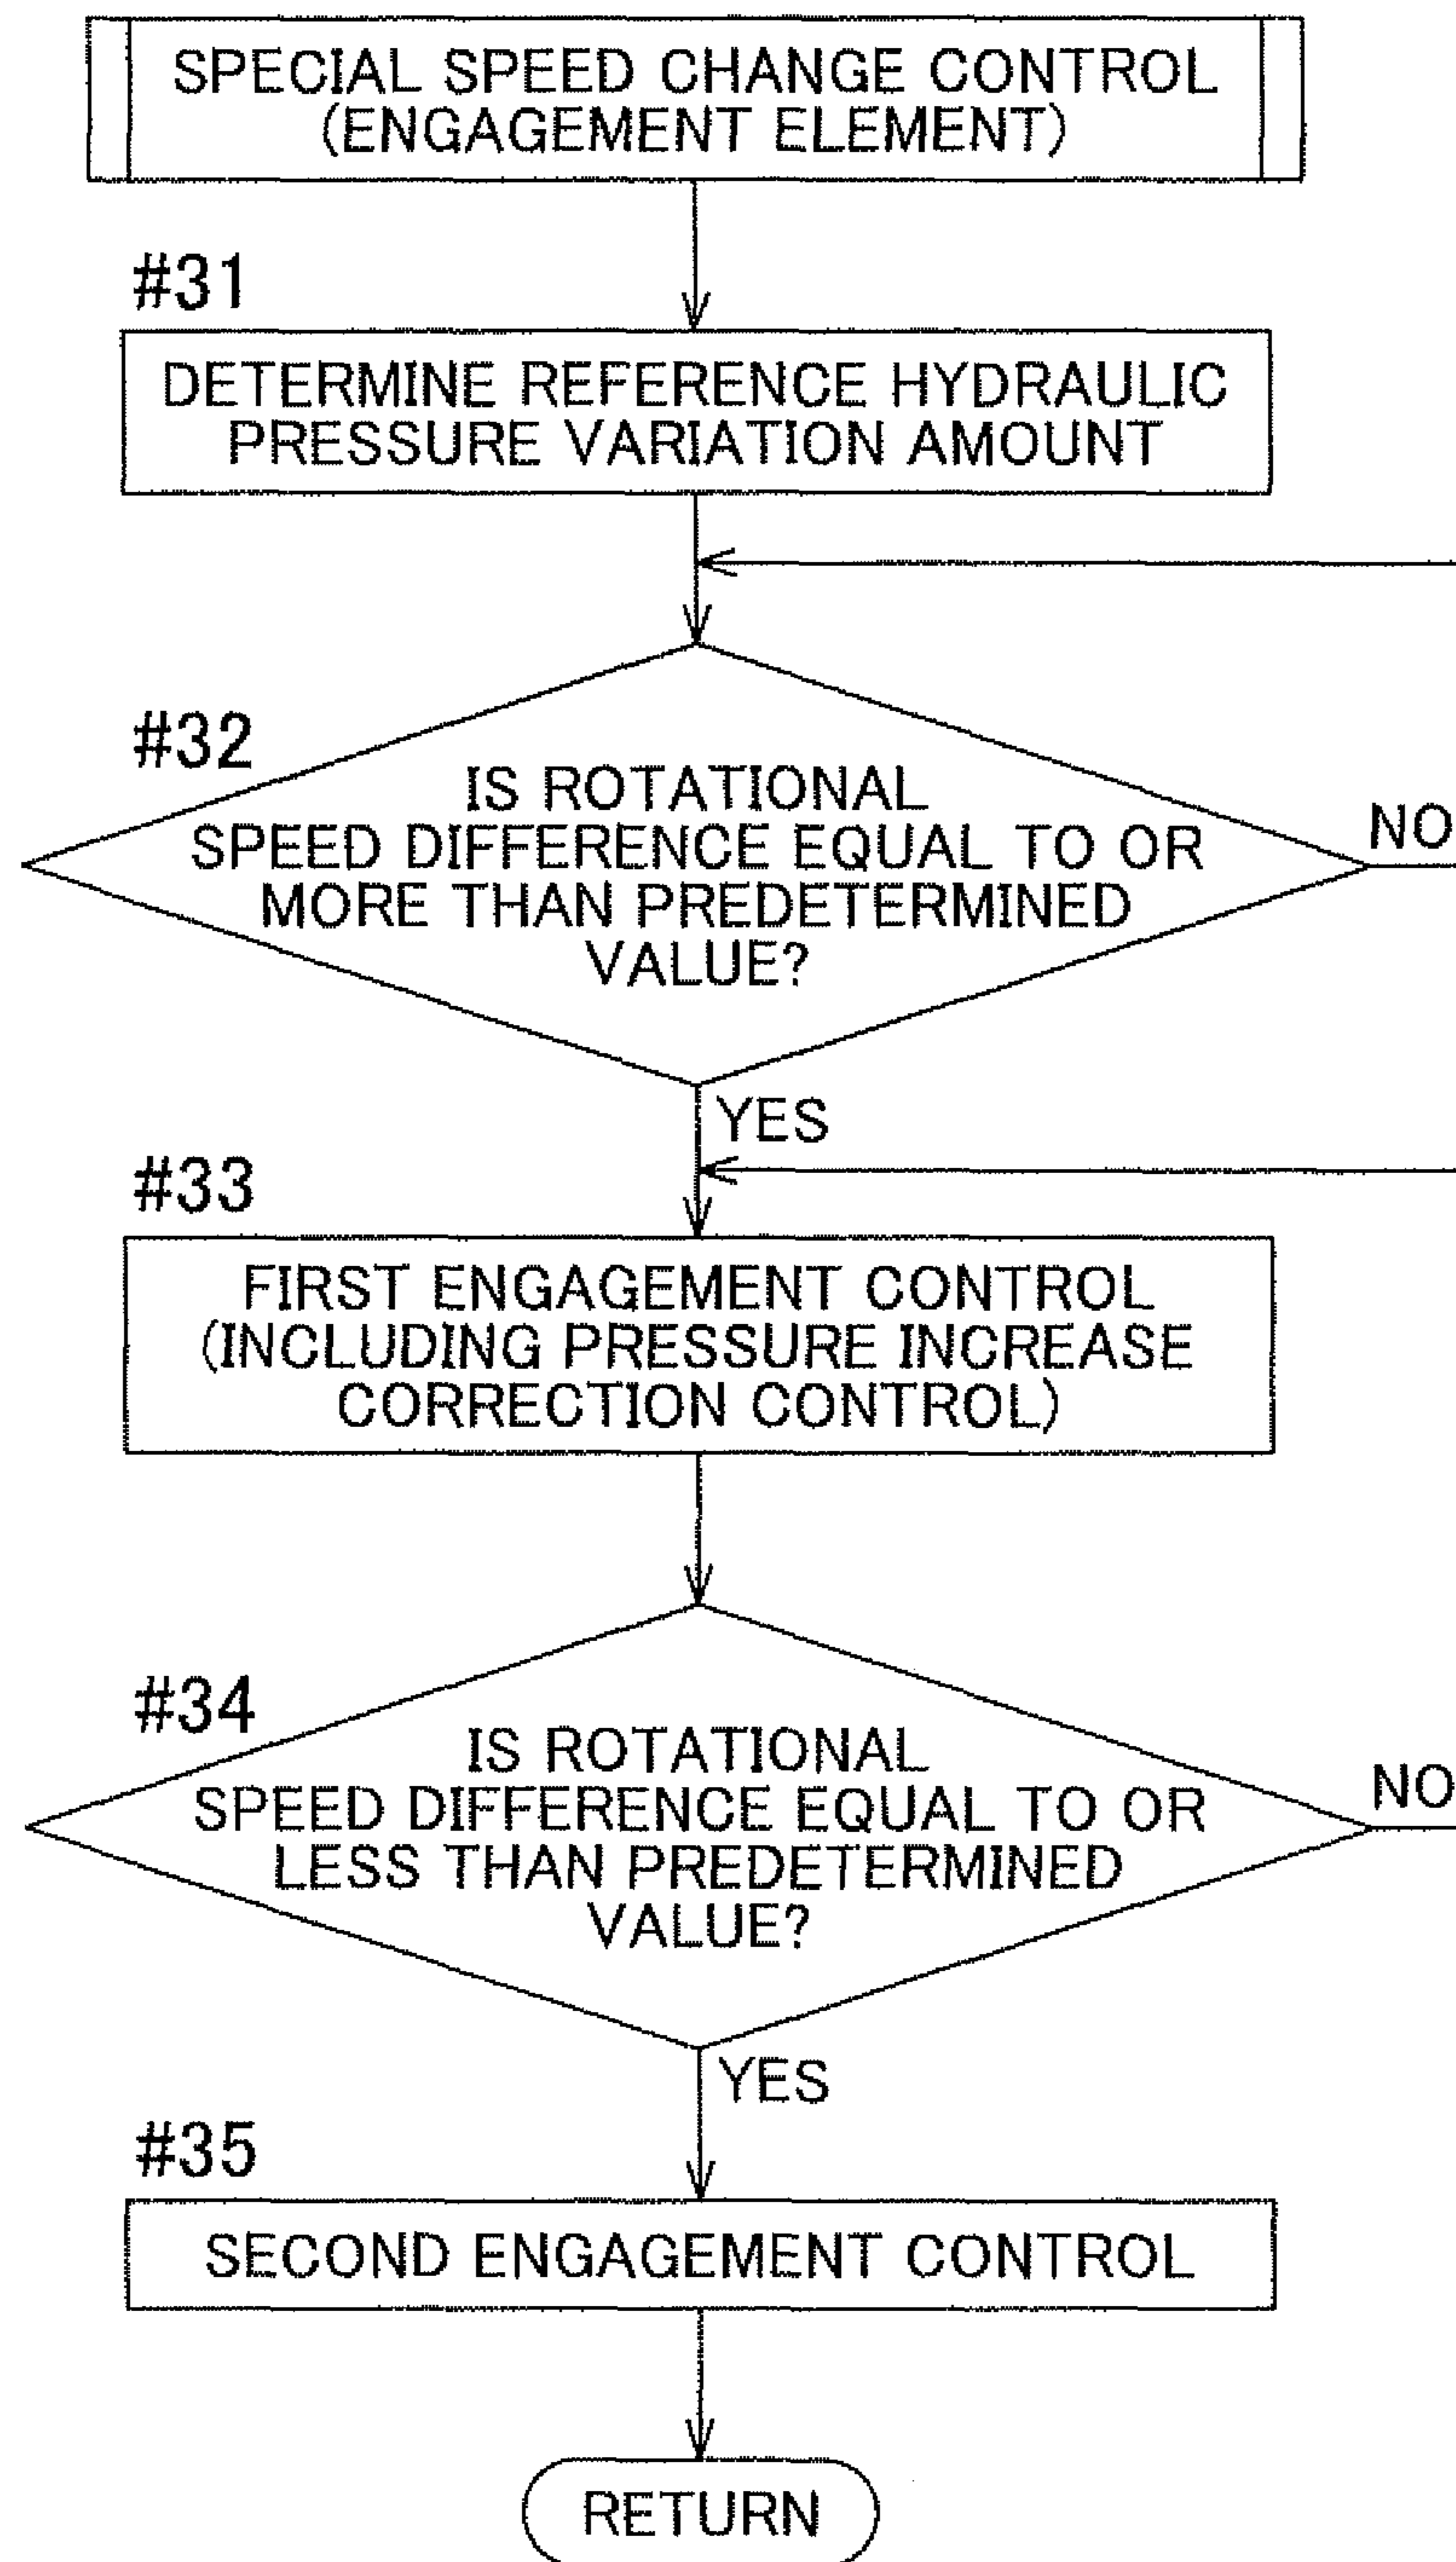 SPECIAL SPEED CHANGE CONTROL
(ENGAGEMENT ELEMENT)
#31
DETERMINE REFERENCE HYDRAULIC
PRESSURE VARIATION AMOUNT
#32
IS ROTATIONAL
SPEED DIFFERENCE EQUAL TO OR
MORE THAN PREDETERMINED
VALUE?
NO
YES
#33
FIRST ENGAGEMENT CONTROL
(INCLUDING PRESSURE INCREASE
CORRECTION CONTROL)
#34
IS ROTATIONAL
SPEED DIFFERENCE EQUAL TO OR
LESS THAN PREDETERMINED
VALUE?
NO
YES
#35
SECOND ENGAGEMENT CONTROL
RETURN